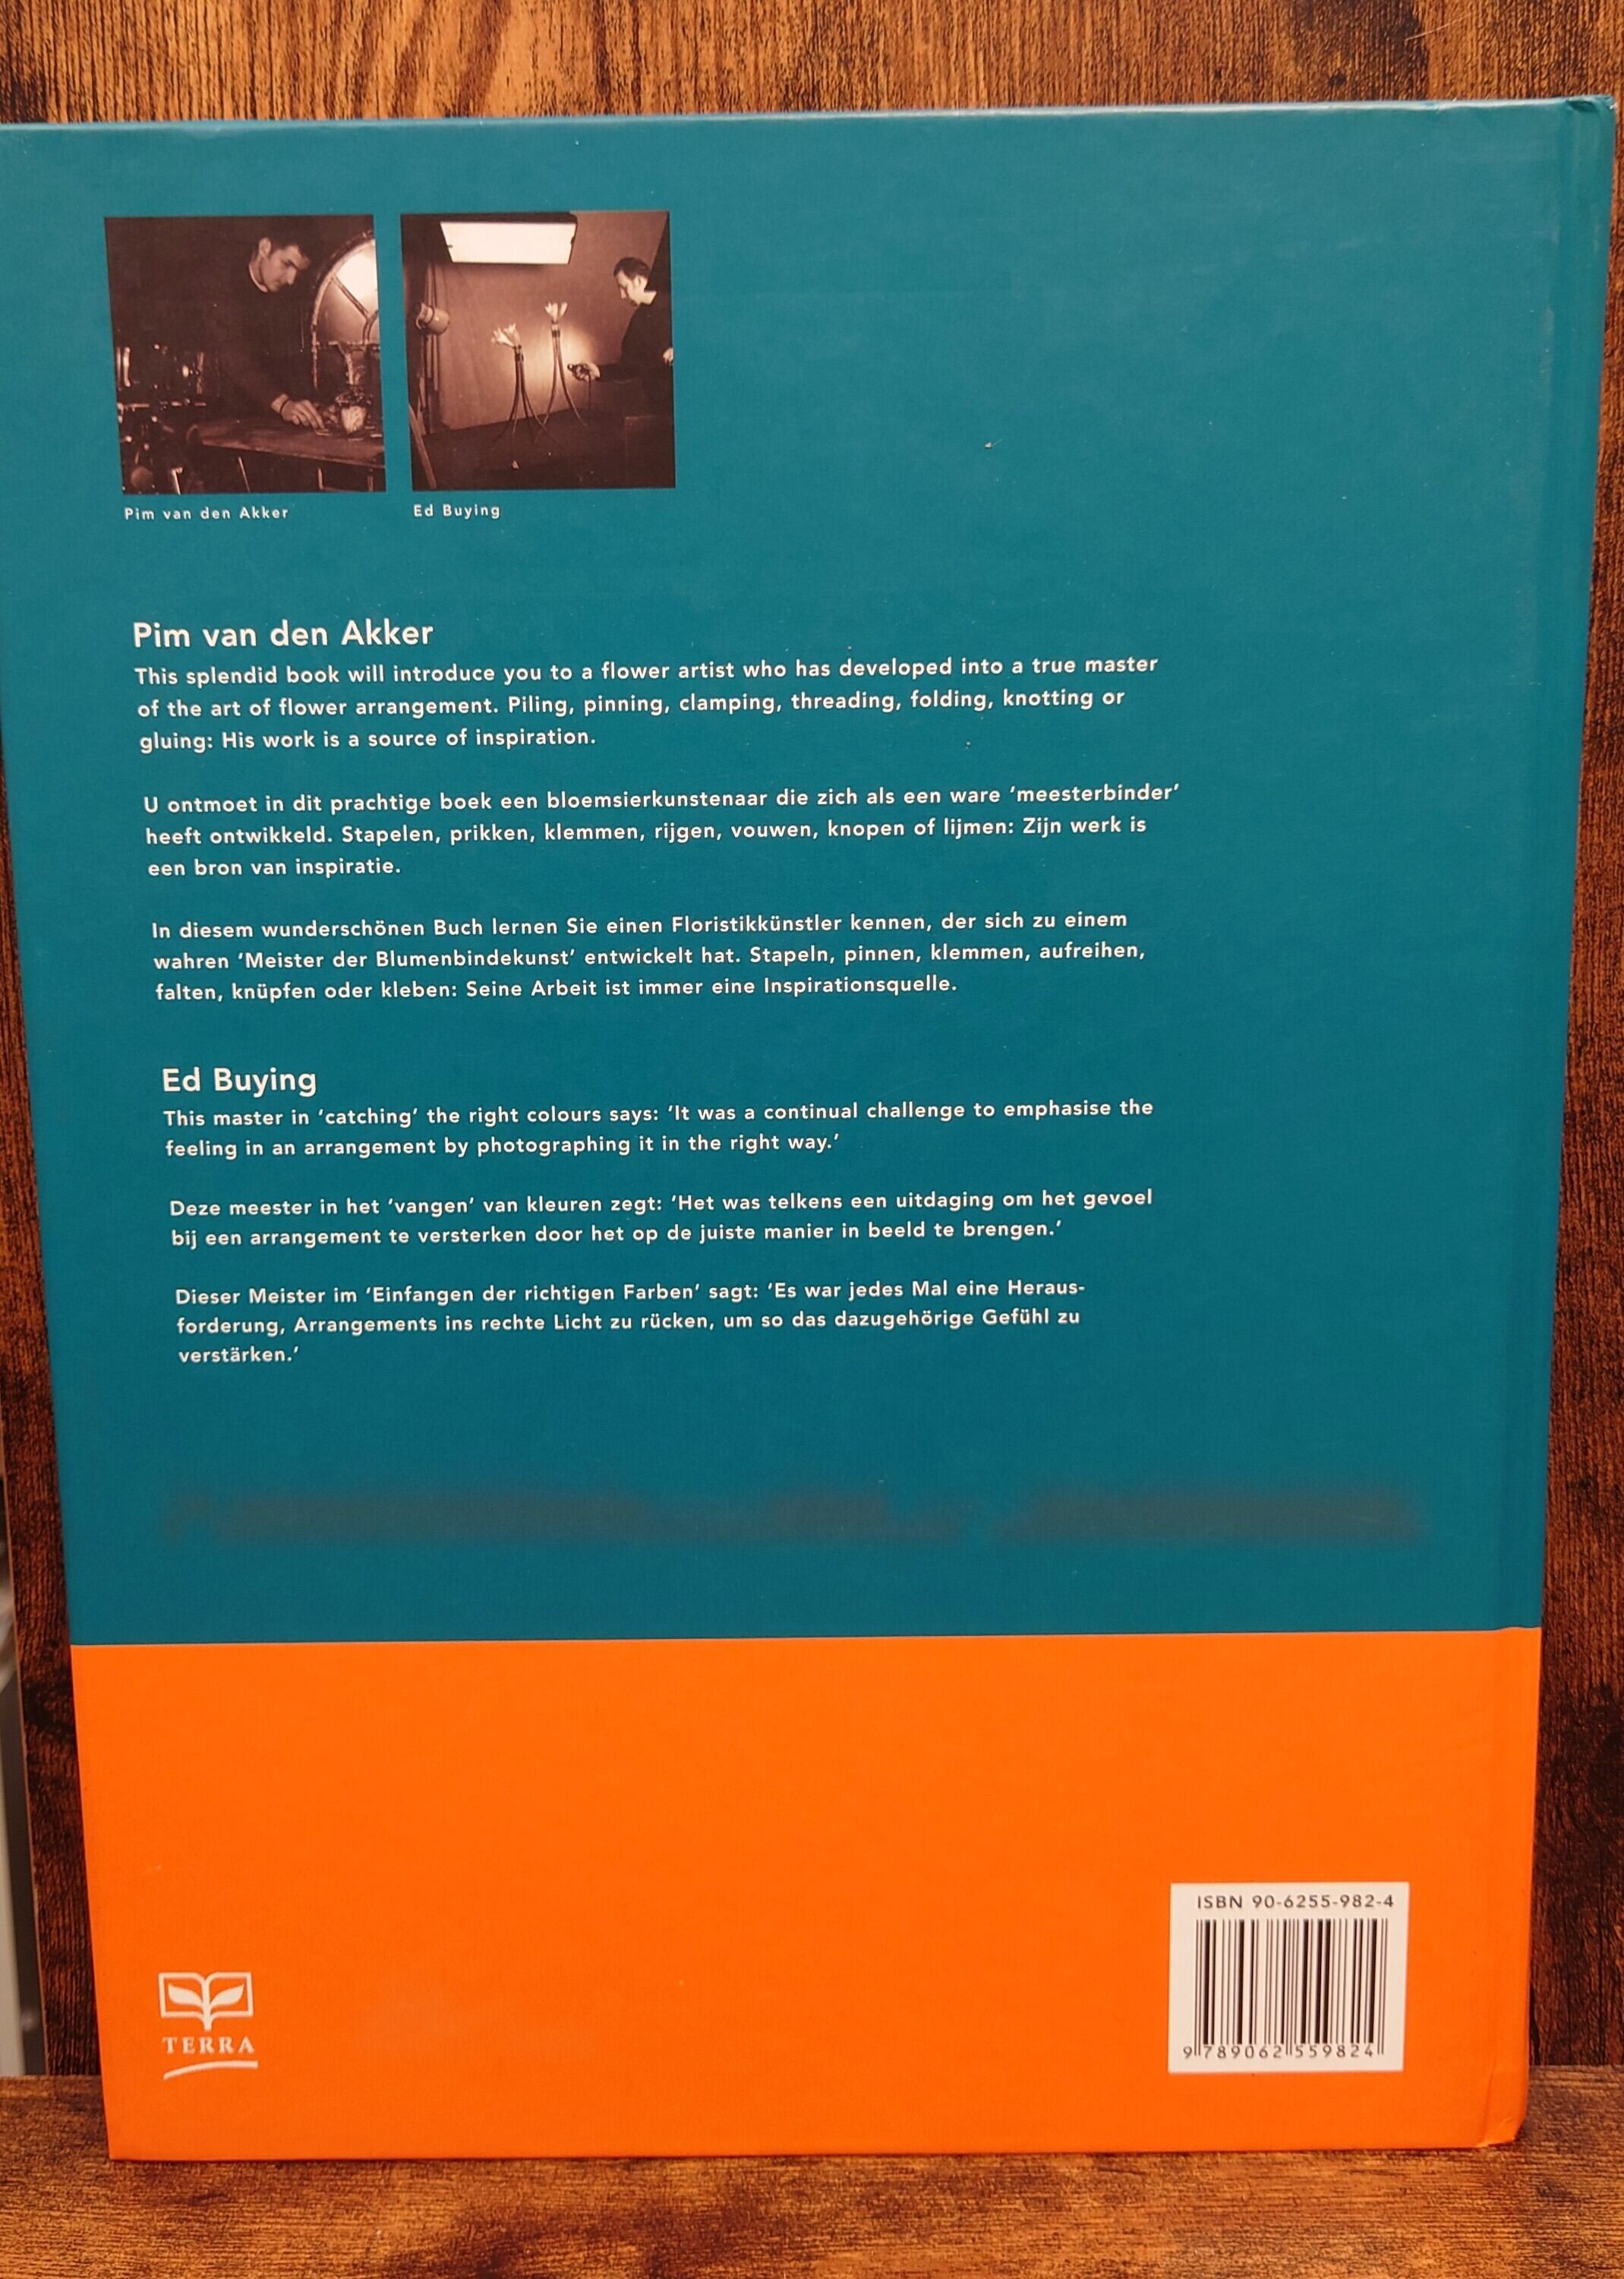 Pim van den Akker
Ed Buying
Pim van den Akker
This splendid book will introduce you to a flower artist who has developed into a true master
of the art of flower arrangement. Piling, pinning, clamping, threading, folding, knotting or
gluing: His work is a source of inspiration.
U ontmoet in dit prachtige boek een bloemsierkunstenaar die zich als een ware ‘meesterbinder’
heeft ontwikkeld. Stapelen, prikken, klemmen, rijgen, vouwen, knopen of lijmen: Zijn werk is
een bron van inspiratie.
In diesem wunderschönen Buch lernen Sie einen Floristikkünstler kennen, der sich zu einem
wahren ‘Meister der Blumenbindekunst’ entwickelt hat. Stapeln, pinnen, klemmen, aufreihen,
falten, knüpfen oder kleben: Seine Arbeit ist immer eine Inspirationsquelle.
Ed Buying
This master in ‘catching’ the right colours says: ‘It was a continual challenge to emphasise the
feeling in an arrangement by photographing it in the right way.’
Deze meester in het ‘vangen’ van kleuren zegt: ‘Het was telkens een uitdaging om het gevoel
bij een arrangement te versterken door het op de juiste manier in beeld te brengen.’
Dieser Meister im ‘Einfangen der richtigen Farben’ sagt: ‘Es war jedes Mal eine Heraus-
forderung, Arrangements ins rechte Licht zu rücken, um so das dazugehörige Gefühl zu
verstärken.’
ISBN 90-6255-982-4
9 789062 559824
TERRA